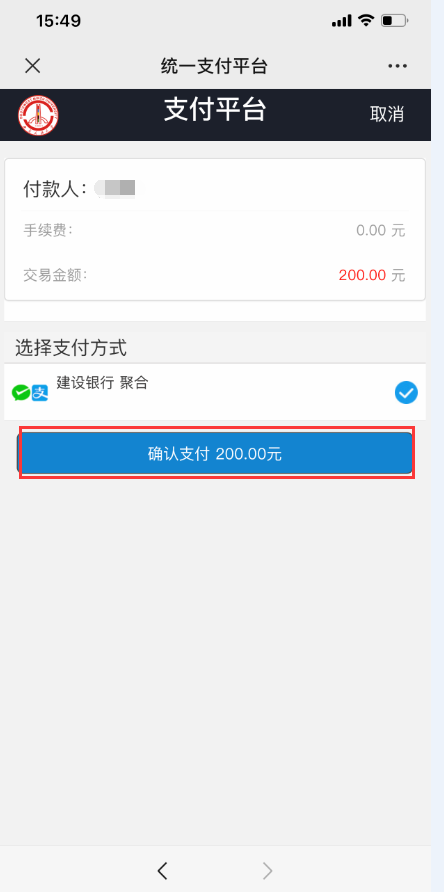 15:49
统一支付平台
支付平台
取消
付款人：
手续费：
0.00 元
交易金额：
200.00 元
选择支付方式
支
建设银行 聚合
确认支付 200.00元